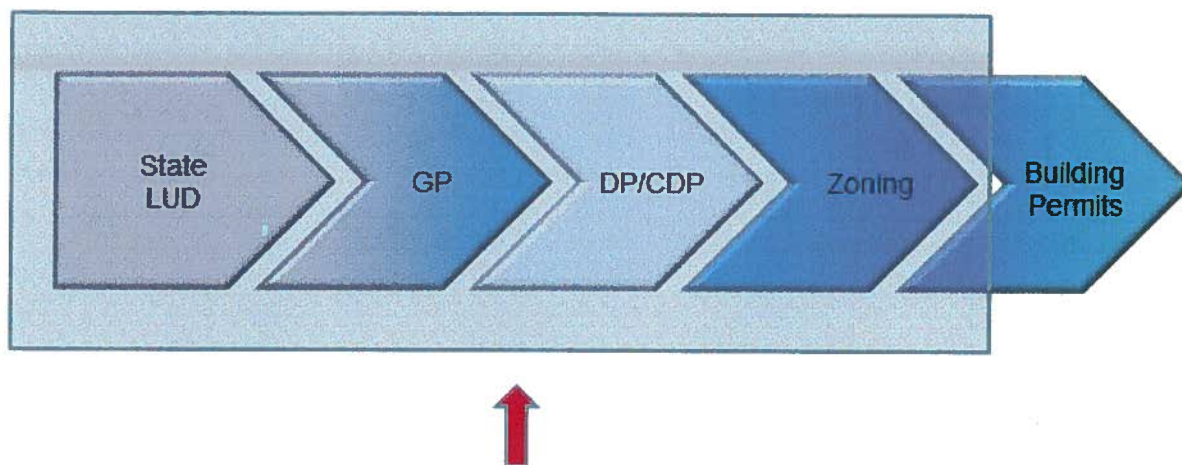 State
LUD
GP
DP/CDP
Zoning
Building
Permits